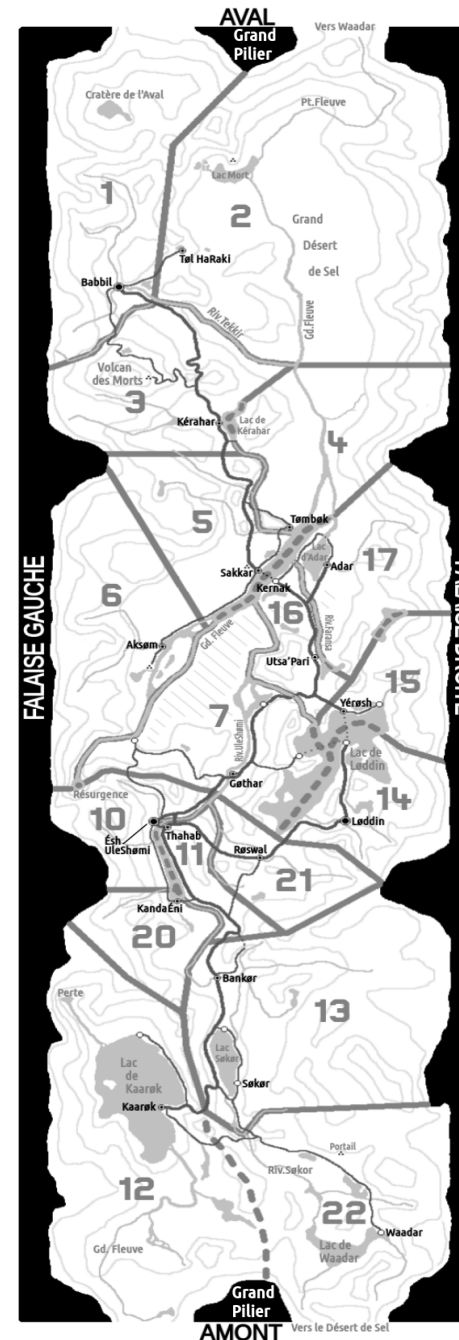 AVAL
Grand
Pilier
Vers Waadar
Cratère de l'Aval
Pt.Fleuve
Lac Mort
1
2
Grand
Désert
de Sel
Tøl HaRaki
Babbil
Riv.Tekkir
Gd.Fleuve
Volcan
des Morts
3
Kérahar
Lac de
Kérahar
4
5
Tømbøk
Lac
d'Adar
17
Sakkar
Adar
Kernak
6
16
Aksøm
Gd. Fleuve
Riv.Faransa
Utsa'Pari
FALAISE GAUCHE
15
7
Yérøsh
Riv.UleShømi
Lac de
Løddin
Gøthar
Résurgence
10
14
Ésh
UleShømi
Thahab
11
Løddin
Røswal
21
KandaÉni
20
Bankør
Perte
13
Lac
de
Kaarøk
Lac
Søkør
Søkør
Kaarøk
Portail
Riv.Søkor
12
22
Waadar
Gd. Fleuve
Lac de
Waadar
Grand
Pilier
AMONT
Vers le Désert de Sel